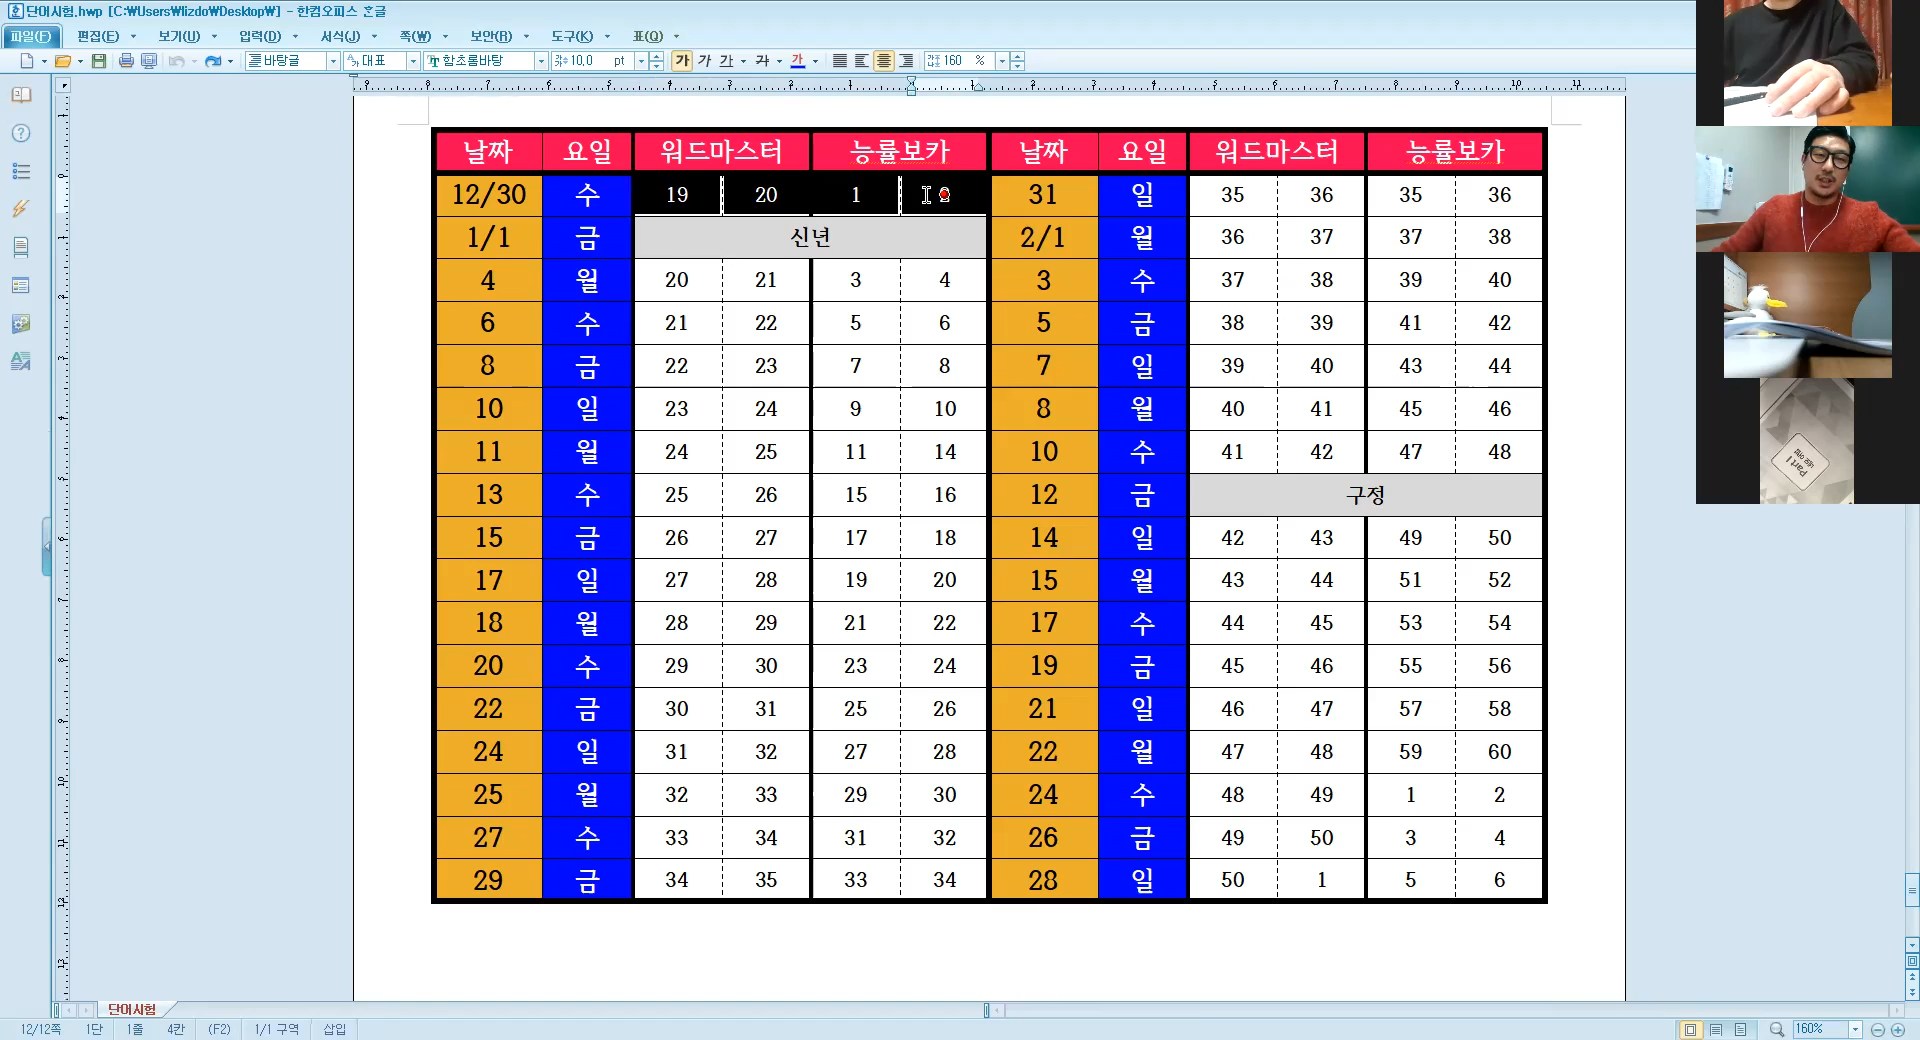 단어시험.hwp [C:\Users\lizdo\Desktop\] - 한컴오피스 한글
파일(F) 편집(E) 보기(U) 입력(D) 서식(J) 쪽(W) 보안(R) 도구(K) 표(Q)
바탕글 대표 함초롬바탕 10,0 pt 가 가 가 가 가 160 %
날짜 요일 워드마스터 능률보카 날짜 요일 워드마스터 능률보카
12/30 수 19 20 1 31 일 35 36 35 36
1/1 금 신년 2/1 월 36 37 37 38
4 월 20 21 3 4 3 수 37 38 39 40
6 수 21 22 5 6 5 금 38 39 41 42
8 금 22 23 7 8 7 일 39 40 43 44
10 일 23 24 9 10 8 월 40 41 45 46
11 월 24 25 11 14 10 수 41 42 47 48
13 수 25 26 15 16 12 금 구정
15 금 26 27 17 18 14 일 42 43 49 50
17 일 27 28 19 20 15 월 43 44 51 52
18 월 28 29 21 22 17 수 44 45 53 54
20 수 29 30 23 24 19 금 45 46 55 56
22 금 30 31 25 26 21 일 46 47 57 58
24 일 31 32 27 28 22 월 47 48 59 60
25 월 32 33 29 30 24 수 48 49 1 2
27 수 33 34 31 32 26 금 49 50 3 4
29 금 34 35 33 34 28 일 50 1 5 6
Part I
단어시험
12/12쪽 1단 1줄 4칸 (F2) 1/1 구역 삽입 160%